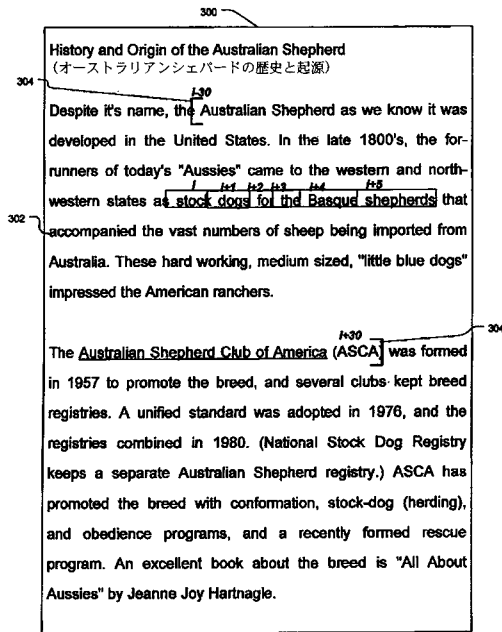 300
History and Origin of the Australian Shepherd
(オーストラリアンシェパードの歴史と起源)
304
i-30
Despite it's name, the Australian Shepherd as we know it was
developed in the United States. In the late 1800's, the for-
runners of today's "Aussies" came to the western and north-
i i+1 i+2 i+3 i+4 i+5
western states as stock dogs for the Basque shepherds that
302
accompanied the vast numbers of sheep being imported from
Australia. These hard working, medium sized, "little blue dogs"
impressed the American ranchers.
i+30
304
The Australian Shepherd Club of America (ASCA) was formed
in 1957 to promote the breed, and several clubs kept breed
registries. A unified standard was adopted in 1976, and the
registries combined in 1980. (National Stock Dog Registry
keeps a separate Australian Shepherd registry.) ASCA has
promoted the breed with conformation, stock-dog (herding),
and obedience programs, and a recently formed rescue
program. An excellent book about the breed is "All About
Aussies" by Jeanne Joy Hartnagle.